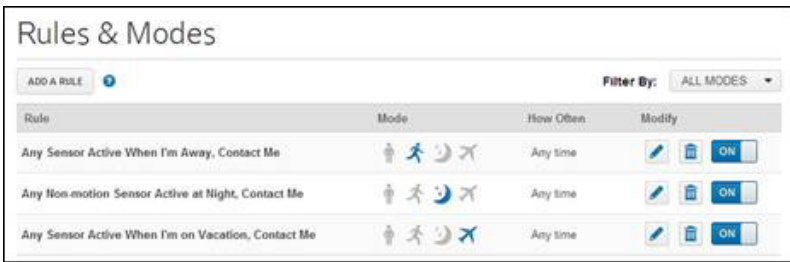 Rules & Modes
ADD A RULE ? Filter By: ALL MODES
Rule Mode How Often Modify
Any Sensor Active When I'm Away, Contact Me Any time ON
Any Non-motion Sensor Active at Night, Contact Me Any time ON
Any Sensor Active When I'm on Vacation, Contact Me Any time ON